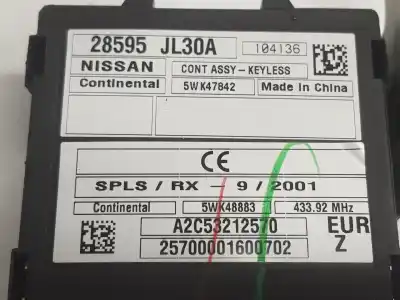 28595 JL30A 104136
NISSAN CONT ASSY-KEYLESS
Continental 5WK47842 Made in China
CE
SPLS / RX - 9 / 2001
Continental 5WK48883 433.92 MHz
A2C53212570 EUR
25700001600702 Z